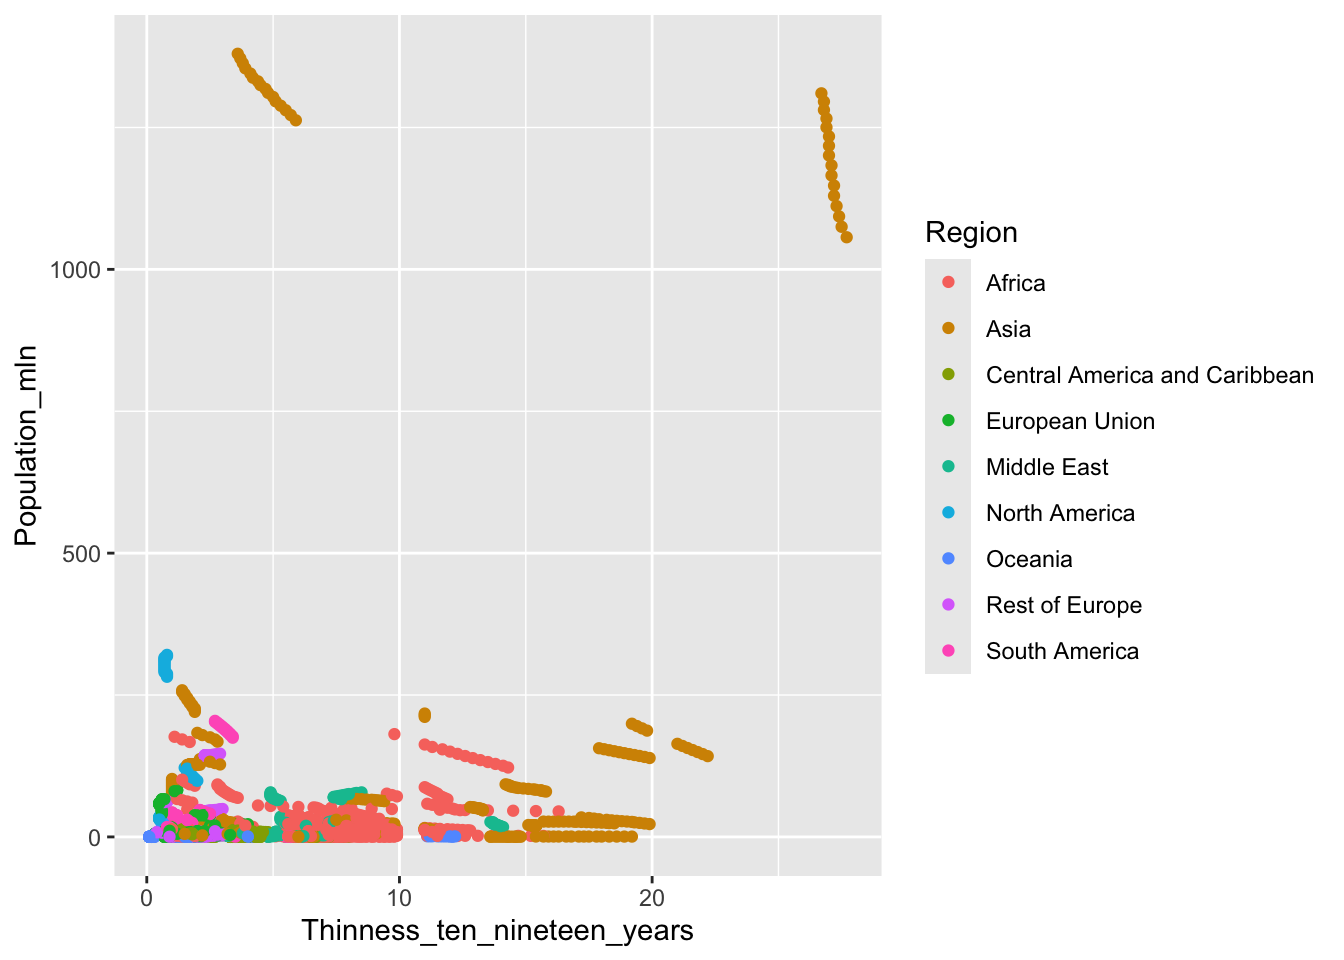 Population_mln
1000
500
0
0
10
20
Thinness_ten_nineteen_years
Region
Africa
Asia
Central America and Caribbean
European Union
Middle East
North America
Oceania
Rest of Europe
South America